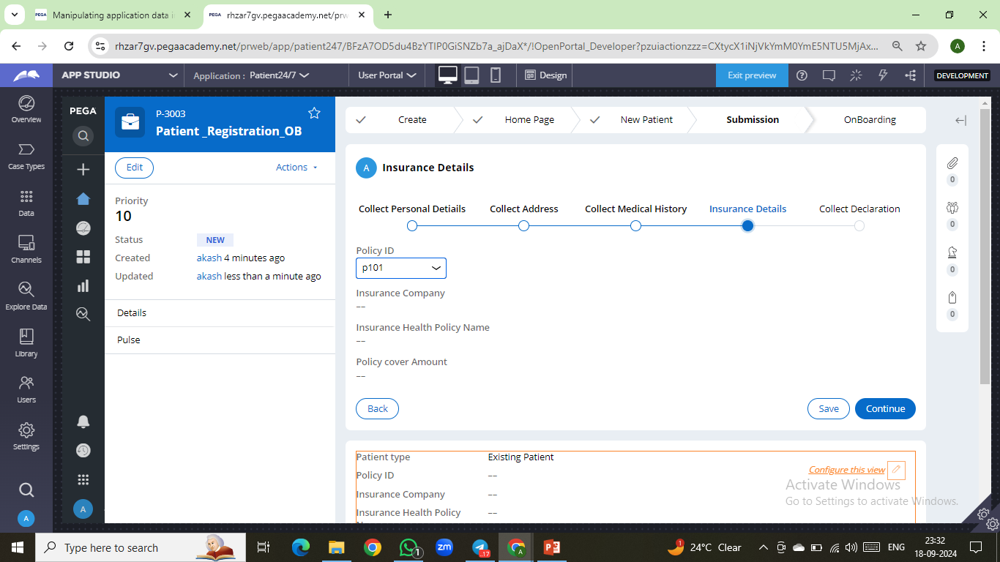 PEGA Manipulating application data i
PEGA rhzar7gv.pegaacademy.net/prw
rhzar7gv.pegaacademy.net/prweb/app/patient247/BFzA7OD5du4BzYTIP0GiSNZb7a_ajDaX*/!OpenPortal_Developer?pzuiactionzzz=CXtycX1iNjVkYmM0YmE5NTU5MjAx...
A
APP STUDIO
Application : Patient24/7
User Portal
Design
Exit preview
DEVELOPMENT
Overview
Case Types
Data
Channels
Explore Data
Library
Users
Settings
A
PEGA
A
P-3003
Patient _Registration_OB
Edit
Actions
Priority
10
Status NEW
Created akash 4 minutes ago
Updated akash less than a minute ago
Details
Pulse
Create
Home Page
New Patient
Submission
OnBoarding
A Insurance Details
Collect Personal Detiails
Collect Address
Collect Medical History
Insurance Details
Collect Declaration
Policy ID
p101
Insurance Company
––
Insurance Health Policy Name
––
Policy cover Amount
––
Back
Save
Continue
0
0
0
0
Patient type Existing Patient
Configure this view
Policy ID ––
Insurance Company ––
Insurance Health Policy ––
Activate Windows
Go to Settings to activate Windows.
Type here to search
1
zm
17
A
1
24°C Clear
ENG
23:32
18-09-2024